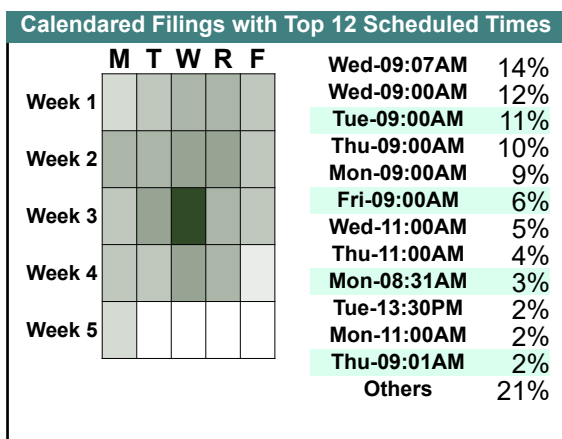 Calendared Filings with Top 12 Scheduled Times
M T W R F
Week 1
Week 2
Week 3
Week 4
Week 5
Wed-09:07AM 14%
Wed-09:00AM 12%
Tue-09:00AM 11%
Thu-09:00AM 10%
Mon-09:00AM 9%
Fri-09:00AM 6%
Wed-11:00AM 5%
Thu-11:00AM 4%
Mon-08:31AM 3%
Tue-13:30PM 2%
Mon-11:00AM 2%
Thu-09:01AM 2%
Others 21%